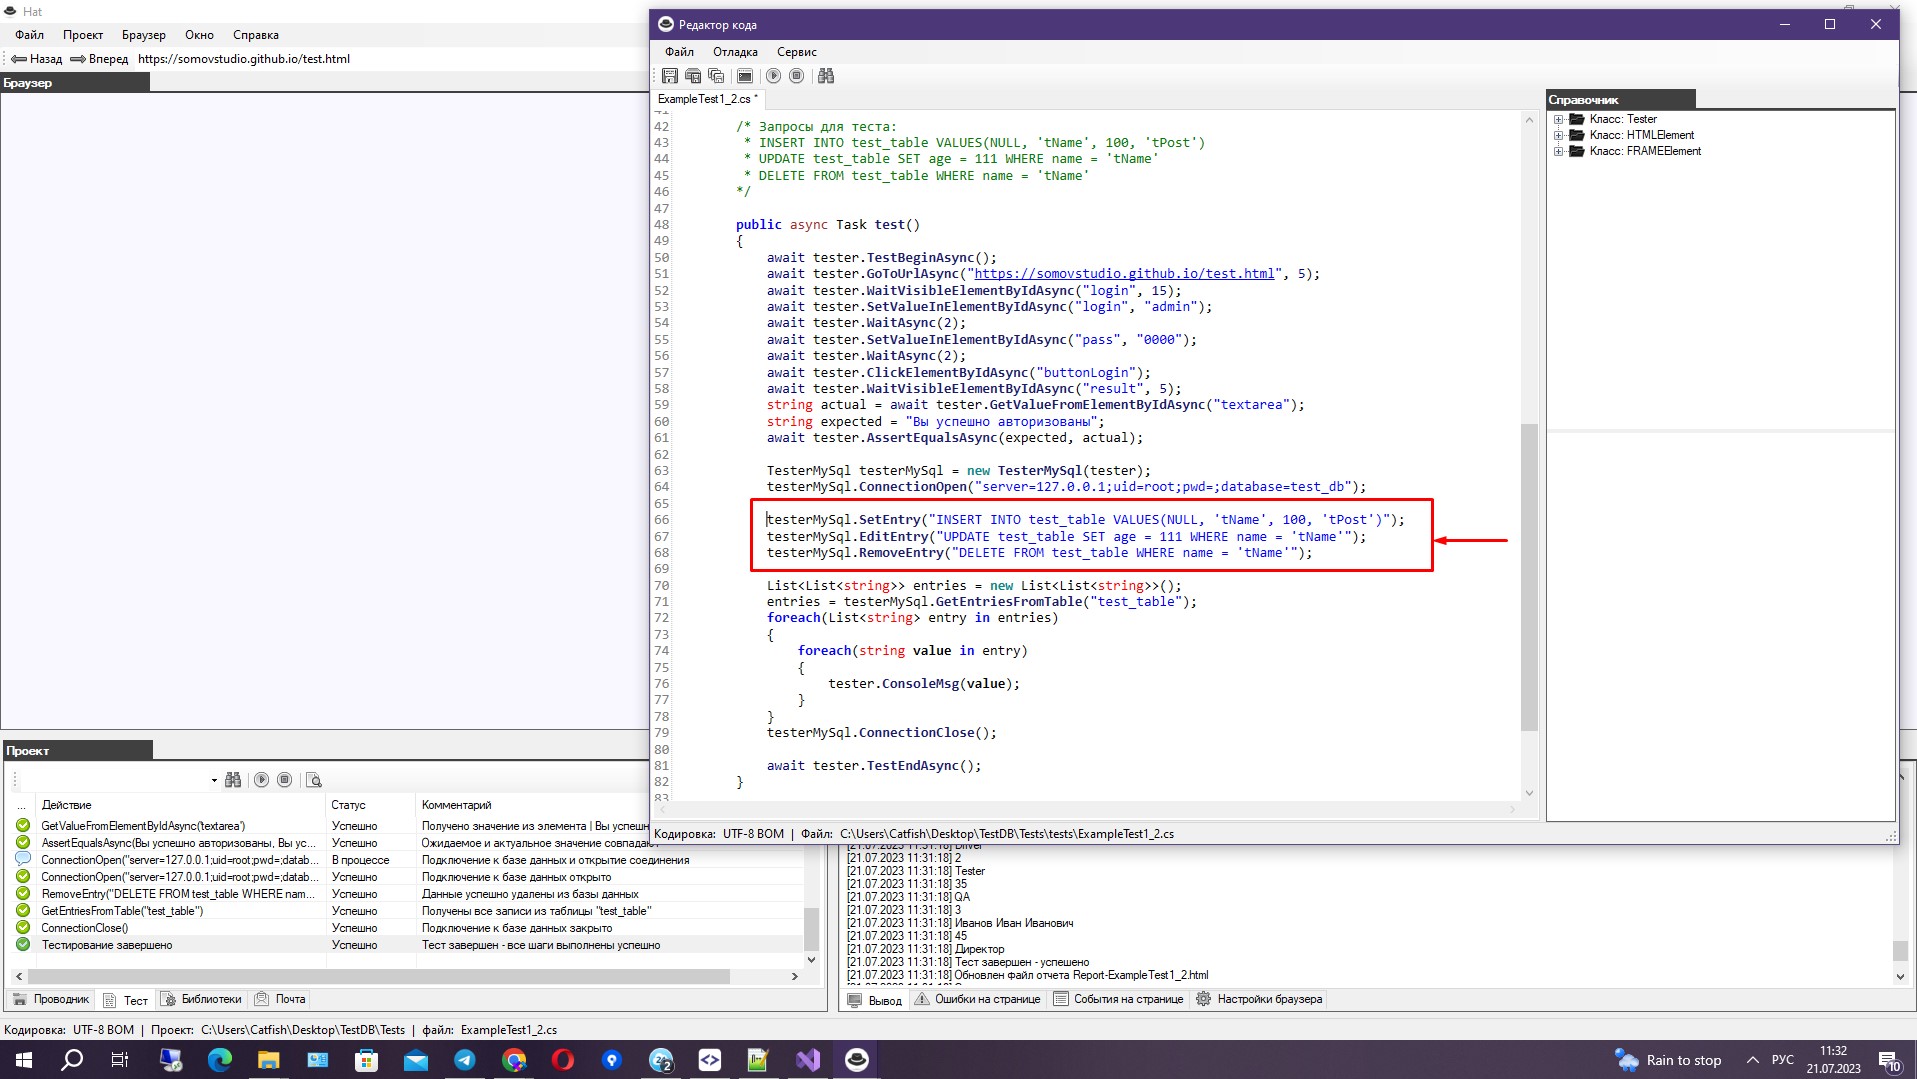 Hat
Файл Проект Браузер Окно Справка
Назад Вперед https://somovstudio.github.io/test.html
Браузер
Редактор кода
Файл Отладка Сервис
ExampleTest1_2.cs *
41
42 /* Запросы для теста:
43 * INSERT INTO test_table VALUES(NULL, 'tName', 100, 'tPost')
44 * UPDATE test_table SET age = 111 WHERE name = 'tName'
45 * DELETE FROM test_table WHERE name = 'tName'
46 */
47
48 public async Task test()
49 {
50 await tester.TestBeginAsync();
51 await tester.GoToUrlAsync("https://somovstudio.github.io/test.html", 5);
52 await tester.WaitVisibleElementByIdAsync("login", 15);
53 await tester.SetValueInElementByIdAsync("login", "admin");
54 await tester.WaitAsync(2);
55 await tester.SetValueInElementByIdAsync("pass", "0000");
56 await tester.WaitAsync(2);
57 await tester.ClickElementByIdAsync("buttonLogin");
58 await tester.WaitVisibleElementByIdAsync("result", 5);
59 string actual = await tester.GetValueFromElementByIdAsync("textarea");
60 string expected = "Вы успешно авторизованы";
61 await tester.AssertEqualsAsync(expected, actual);
62
63 TesterMySql testerMySql = new TesterMySql(tester);
64 testerMySql.ConnectionOpen("server=127.0.0.1;uid=root;pwd=;database=test_db");
65
66 testerMySql.SetEntry("INSERT INTO test_table VALUES(NULL, 'tName', 100, 'tPost')");
67 testerMySql.EditEntry("UPDATE test_table SET age = 111 WHERE name = 'tName'");
68 testerMySql.RemoveEntry("DELETE FROM test_table WHERE name = 'tName'");
69
70 List<List<string>> entries = new List<List<string>>();
71 entries = testerMySql.GetEntriesFromTable("test_table");
72 foreach(List<string> entry in entries)
73 {
74 foreach(string value in entry)
75 {
76 tester.ConsoleMsg(value);
77 }
78 }
79 testerMySql.ConnectionClose();
80
81 await tester.TestEndAsync();
82 }
83
Кодировка: UTF-8 BOM | Файл: C:\Users\Catfish\Desktop\TestDB\Tests\tests\ExampleTest1_2.cs
Справочник
Класс: Tester
Класс: HTMLElement
Класс: FRAMEElement
Проект
... Действие Статус Комментарий
GetValueFromElementByIdAsync('textarea') Успешно Получено значение из элемента | Вы успешн
AssertEqualsAsync(Вы успешно авторизованы, Вы ус... Успешно Ожидаемое и актуальное значение совпадаю
ConnectionOpen("server=127.0.0.1;uid=root;pwd=;datab... В процессе Подключение к базе данных и открытие соединения
ConnectionOpen("server=127.0.0.1;uid=root;pwd=;datab... Успешно Подключение к базе данных открыто
RemoveEntry("DELETE FROM test_table WHERE nam... Успешно Данные успешно удалены из базы данных
GetEntriesFromTable("test_table") Успешно Получены все записи из таблицы "test_table"
ConnectionClose() Успешно Подключение к базе данных закрыто
Тестирование завершено Успешно Тест завершен - все шаги выполнены успешно
Проводник Тест Библиотеки Почта
[21.07.2023 11:31:18] Driver
[21.07.2023 11:31:18] 2
[21.07.2023 11:31:18] Tester
[21.07.2023 11:31:18] 35
[21.07.2023 11:31:18] QA
[21.07.2023 11:31:18] 3
[21.07.2023 11:31:18] Иванов Иван Иванович
[21.07.2023 11:31:18] 45
[21.07.2023 11:31:18] Директор
[21.07.2023 11:31:18] Тест завершен - успешено
[21.07.2023 11:31:18] Обновлен файл отчета Report-ExampleTest1_2.html
Вывод Ошибки на странице События на странице Настройки браузера
Кодировка: UTF-8 BOM | Проект: C:\Users\Catfish\Desktop\TestDB\Tests | файл: ExampleTest1_2.cs
2
Rain to stop РУС 11:32
21.07.2023 10